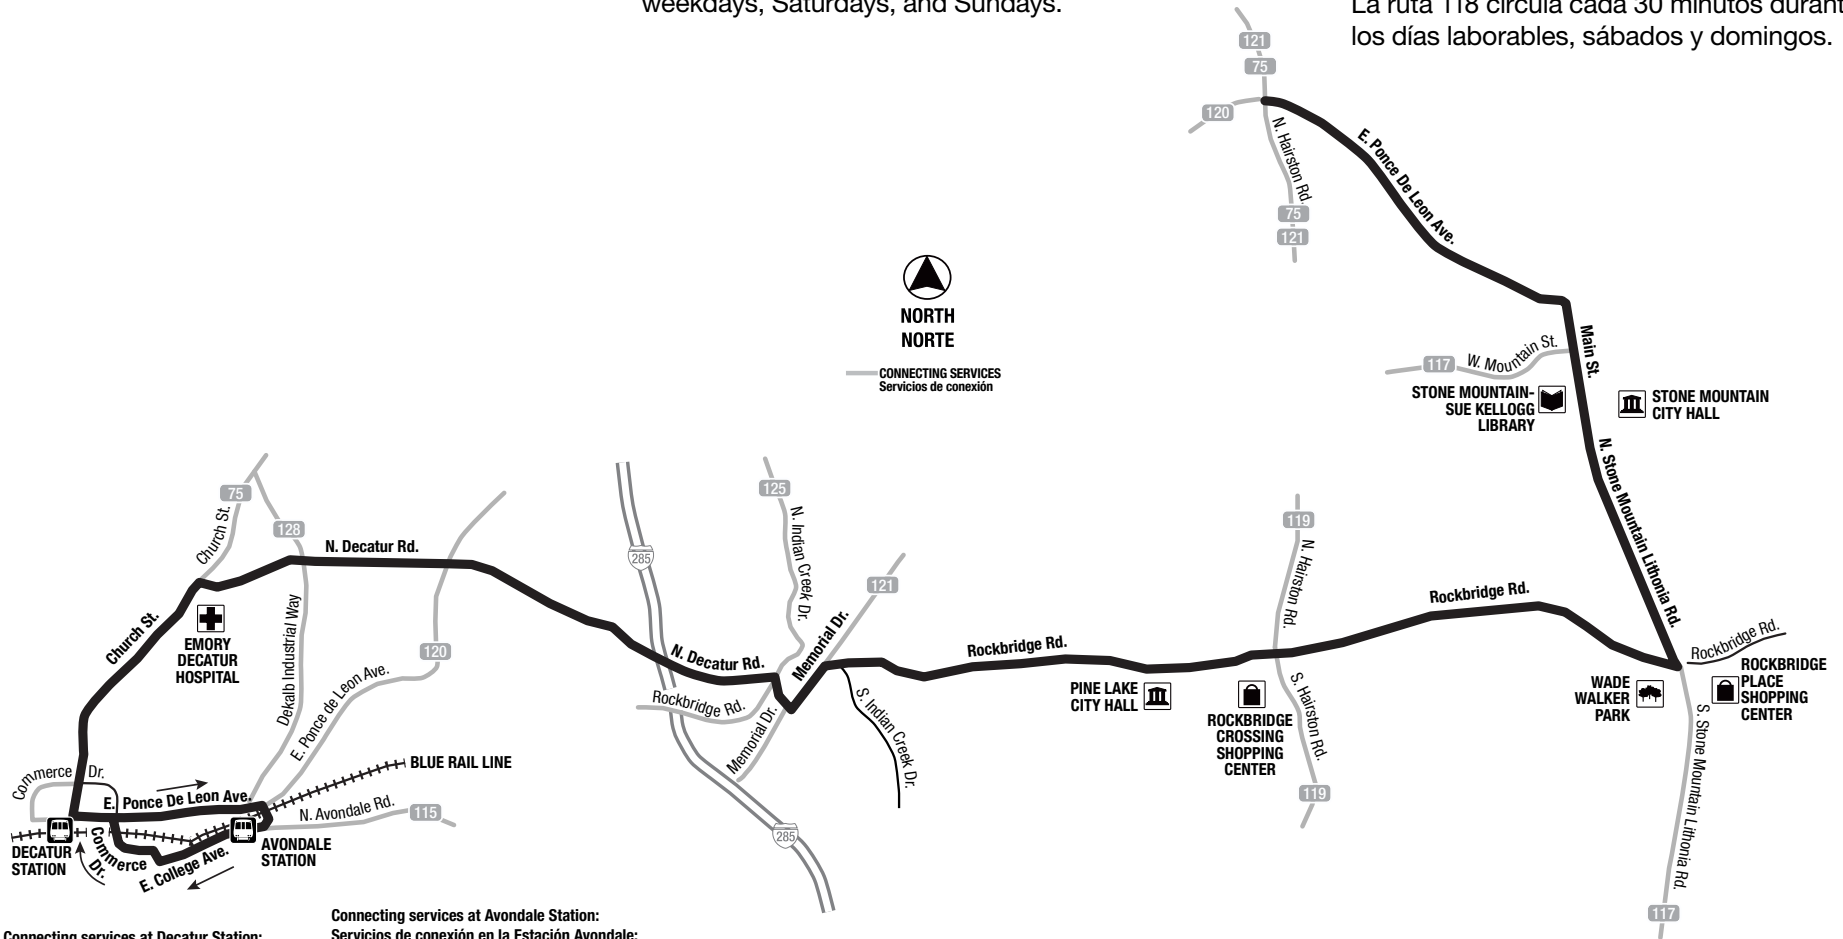 weekdays, Saturdays, and Sundays.
La ruta 118 circula cada 30 minutos durant
los días laborables, sábados y domingos.
121
75
120
N. Hairston Rd.
75
121
E. Ponce De Leon Ave.
NORTH
NORTE
CONNECTING SERVICES
Servicios de conexión
117
W. Mountain St.
Main St.
STONE MOUNTAIN-
SUE KELLOGG
LIBRARY
STONE MOUNTAIN
CITY HALL
N. Stone Mountain Lithonia Rd.
75
Church St.
128
N. Decatur Rd.
285
125
N. Indian Creek Dr.
121
119
N. Hairston Rd.
Rockbridge Rd.
Church St.
EMORY
DECATUR
HOSPITAL
Dekalb Industrial Way
120
E. Ponce de Leon Ave.
N. Decatur Rd.
Memorial Dr.
Rockbridge Rd.
Rockbridge Rd.
Rockbridge Rd.
Memorial Dr.
S. Indian Creek Dr.
PINE LAKE
CITY HALL
ROCKBRIDGE
CROSSING
SHOPPING
CENTER
S. Hairston Rd.
119
WADE
WALKER
PARK
ROCKBRIDGE
PLACE
SHOPPING
CENTER
S. Stone Mountain Lithonia Rd.
117
BLUE RAIL LINE
Commerce Dr.
E. Ponce De Leon Ave.
N. Avondale Rd.
115
285
DECATUR
STATION
Commerce
Dr.
E. College Ave.
AVONDALE
STATION
Connecting services at Avondale Station:
Servicios de conexión en la Estación Avondale:
Connecting services at Decatur Station: